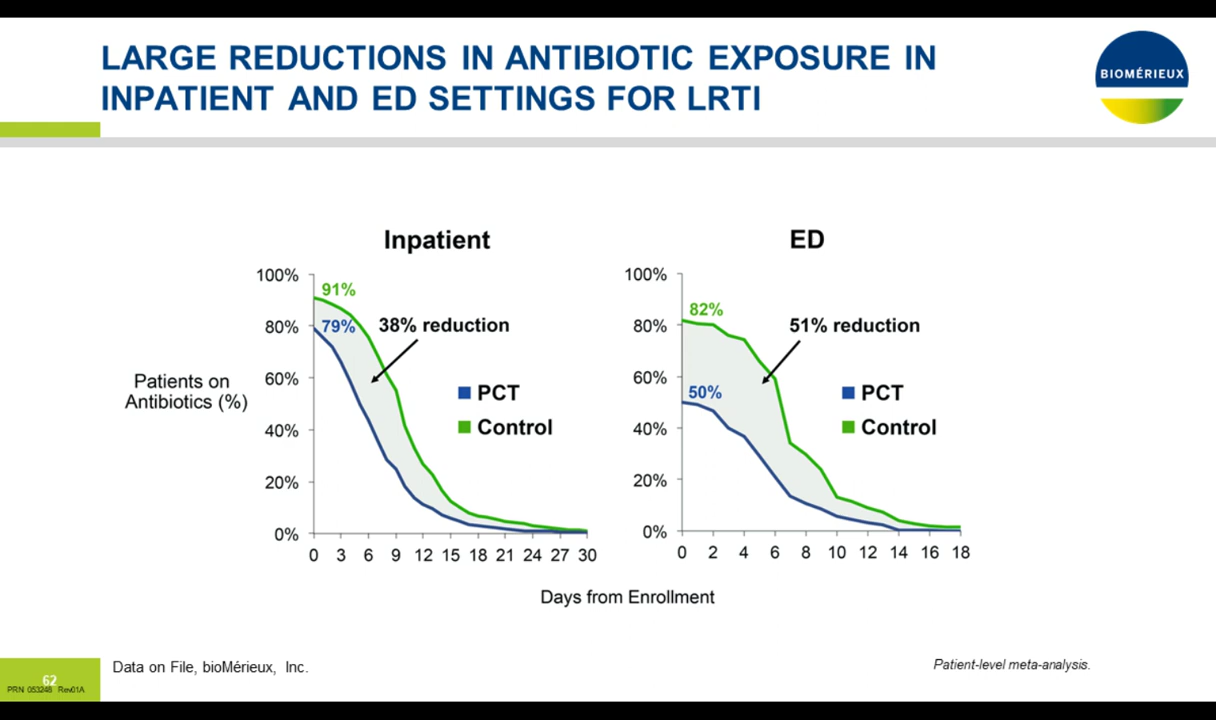 LARGE REDUCTIONS IN ANTIBIOTIC EXPOSURE IN
INPATIENT AND ED SETTINGS FOR LRTI
BIOMÉRIEUX
Inpatient
100%
80%
60%
40%
20%
0%
91%
79%
38% reduction
PCT
Control
0 3 6 9 12 15 18 21 24 27 30
Patients on
Antibiotics (%)
ED
100%
80%
60%
40%
20%
0%
82%
50%
51% reduction
PCT
Control
0 2 4 6 8 10 12 14 16 18
Days from Enrollment
Data on File, bioMérieux, Inc.
Patient-level meta-analysis.
62
PRN 053248 Rev01A